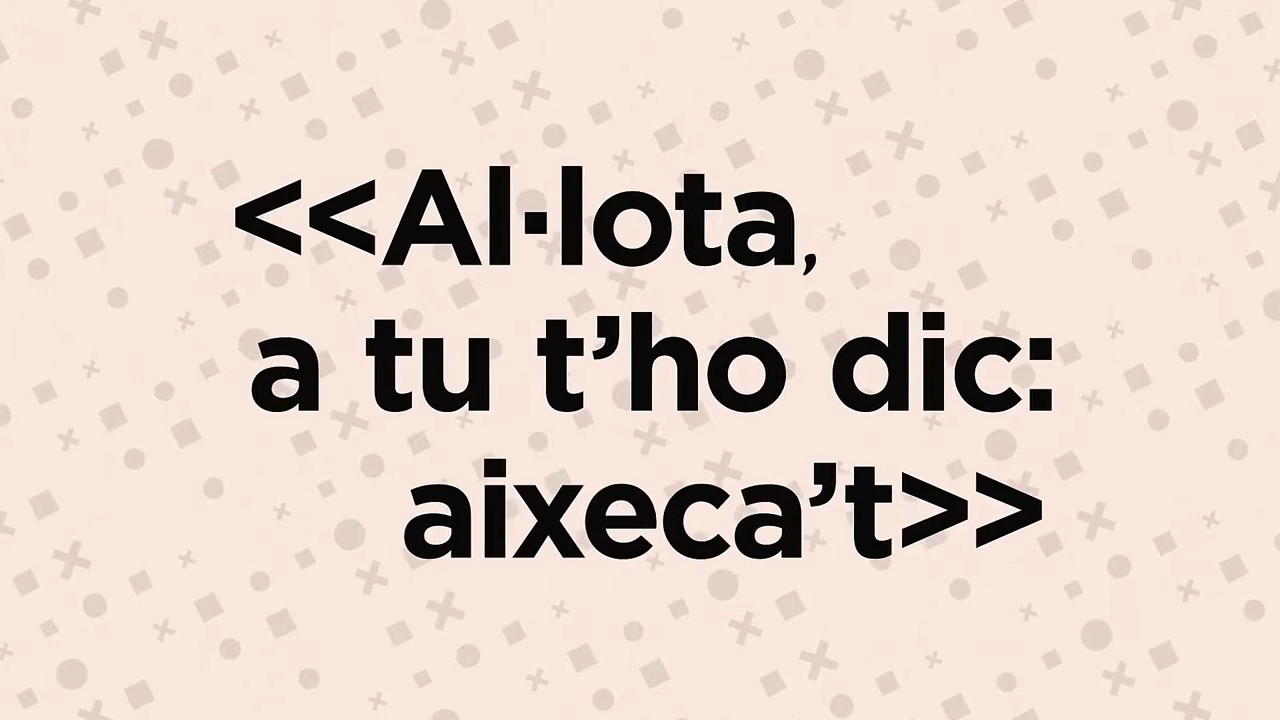 <<Al·lota,
a tu t’ho dic:
aixeca’t>>